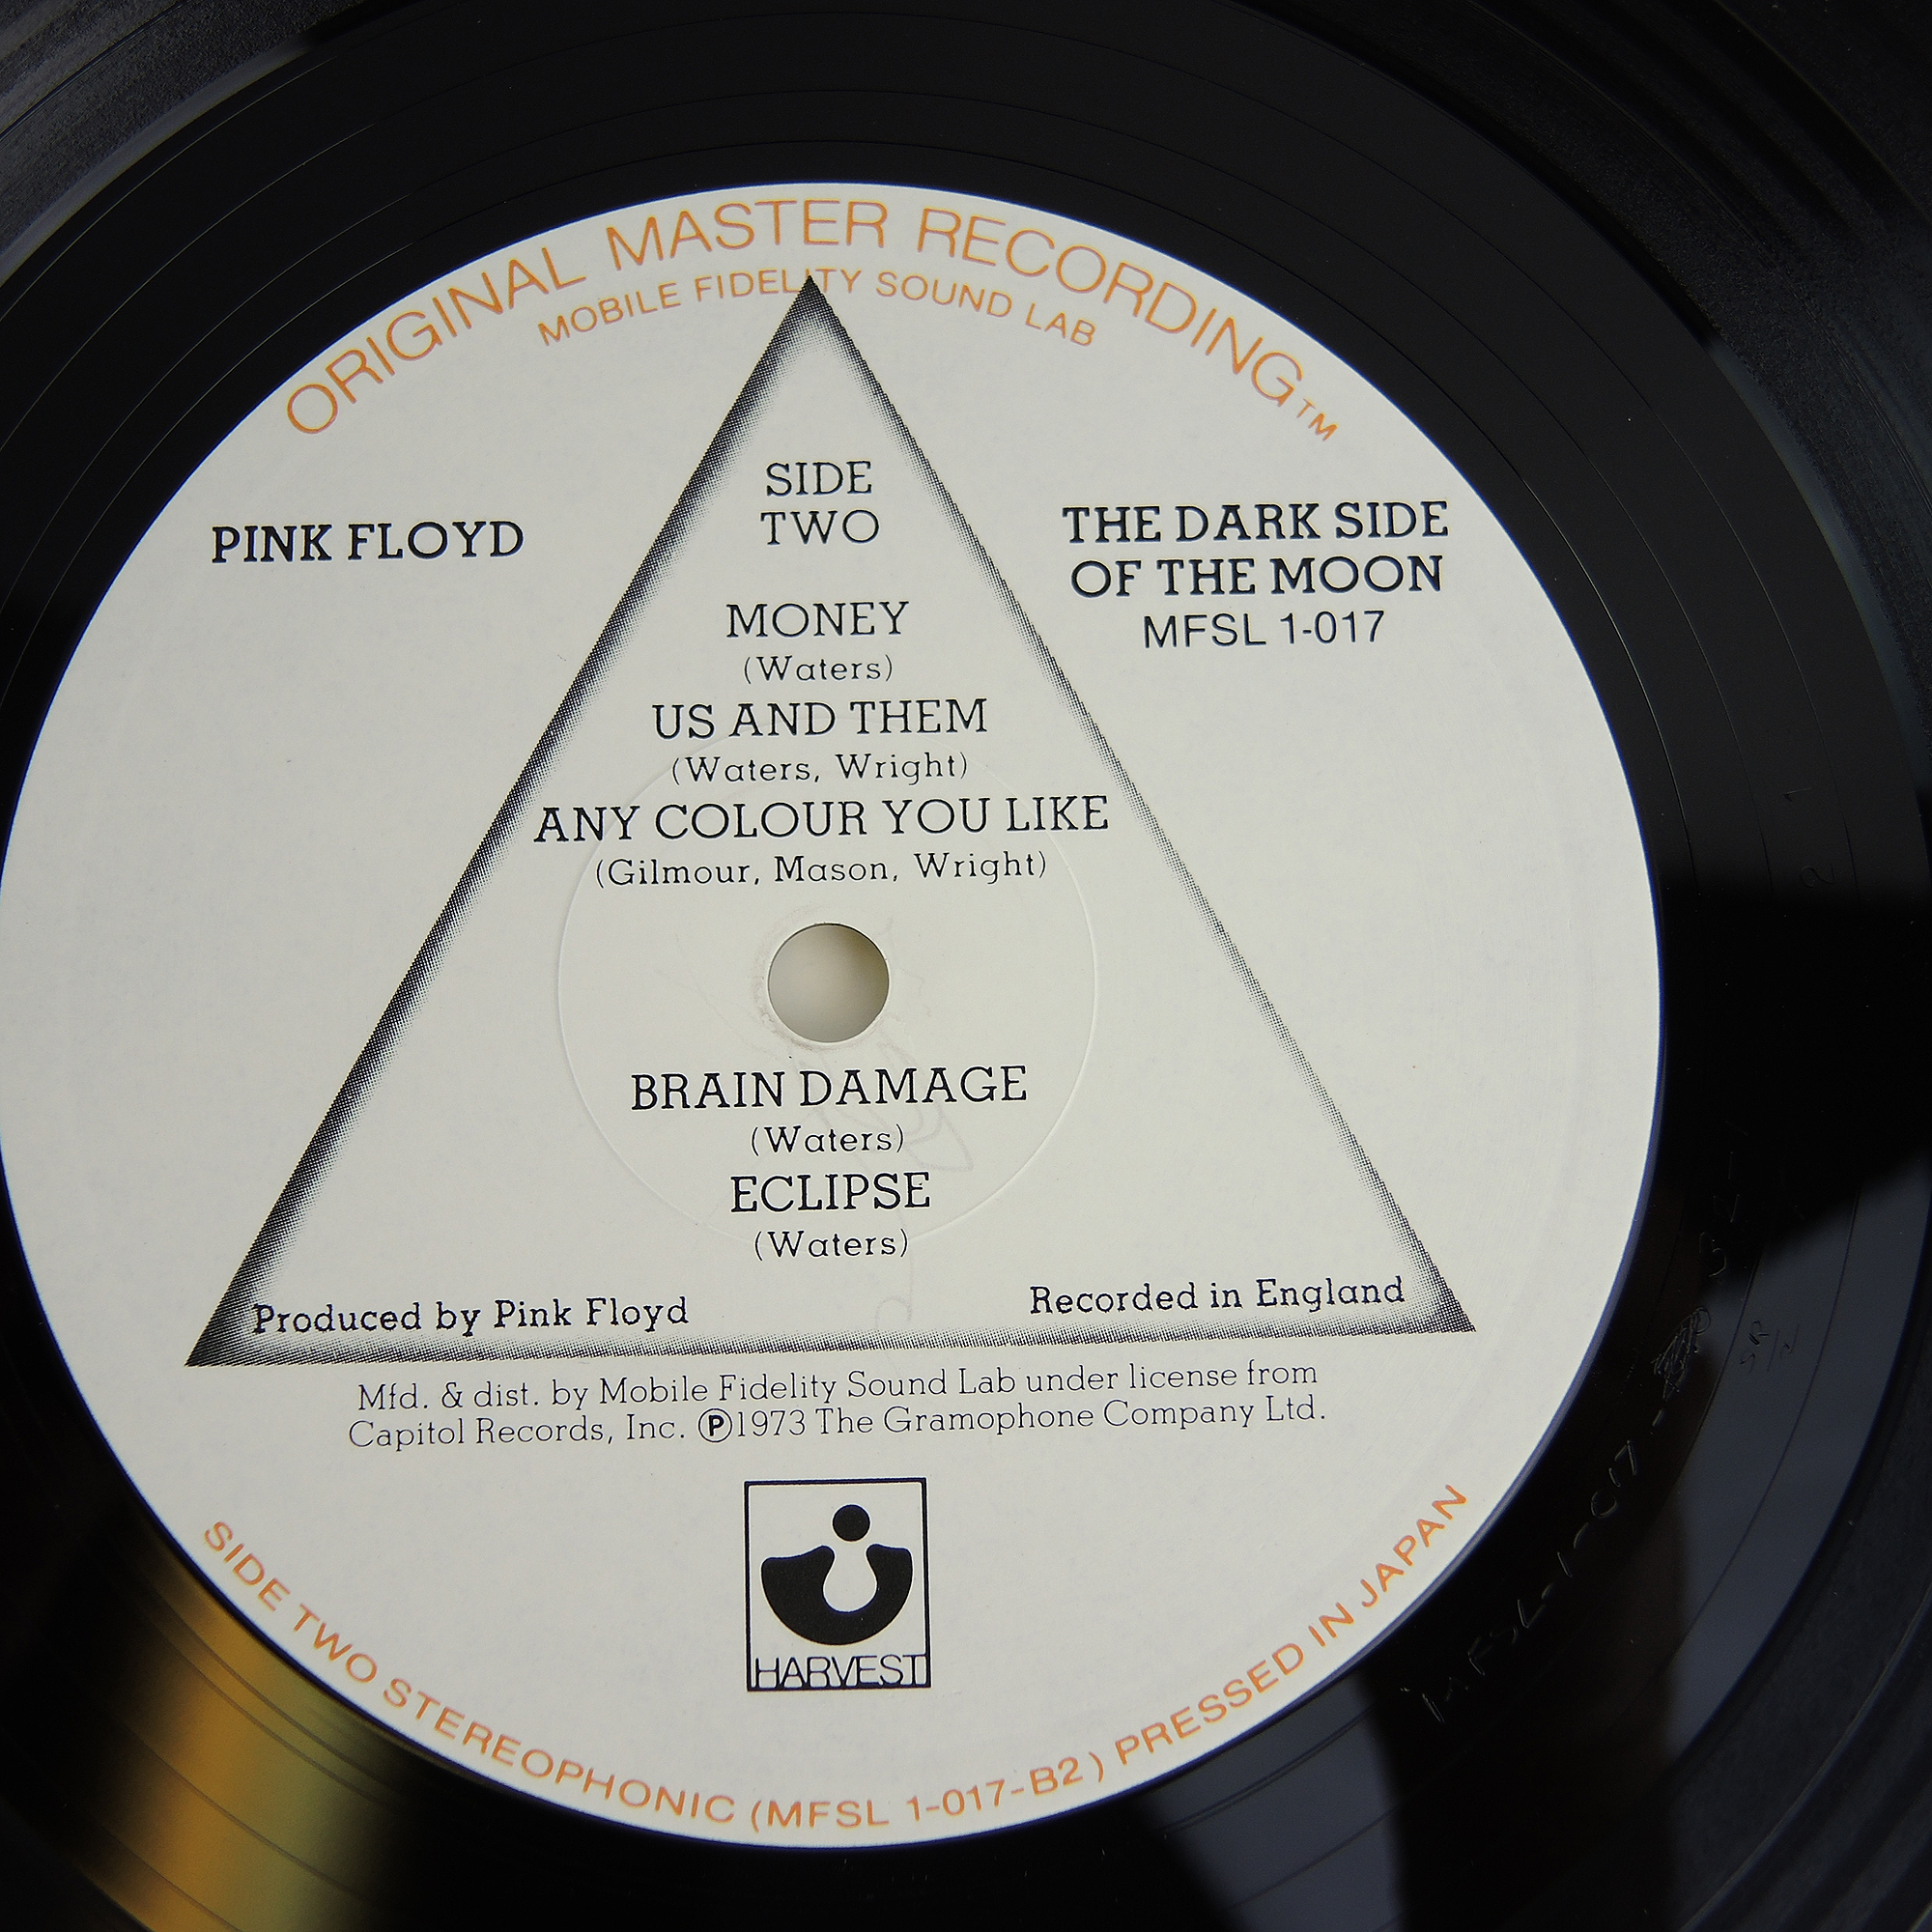 ORIGINAL MASTER RECORDING™
MOBILE FIDELITY SOUND LAB
SIDE
TWO
PINK FLOYD
THE DARK SIDE
OF THE MOON
MFSL 1-017
MONEY
(Waters)
US AND THEM
(Waters, Wright)
ANY COLOUR YOU LIKE
(Gilmour, Mason, Wright)
BRAIN DAMAGE
(Waters)
ECLIPSE
(Waters)
Produced by Pink Floyd
Recorded in England
Mfd. & dist. by Mobile Fidelity Sound Lab under license from
Capitol Records, Inc. ℗1973 The Gramophone Company Ltd.
HARVEST
SIDE TWO STEREOPHONIC (MFSL 1-017-B2) PRESSED IN JAPAN